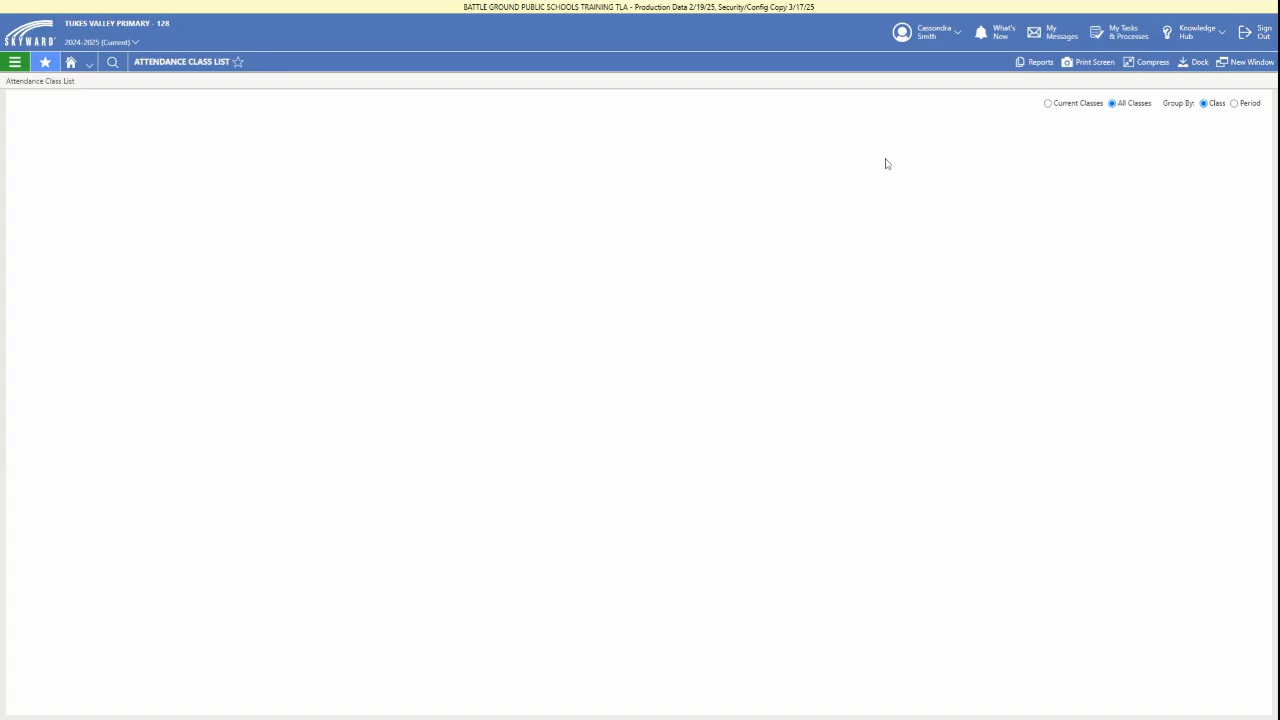 BATTLE GROUND PUBLIC SCHOOLS TRAINING TLA - Production Data 2/19/25, Security/Config Copy 3/17/25
SKYWARD
TUKES VALLEY PRIMARY - 128
2024-2025 (Current)
Cassondra
Smith
What's
New
My
Messages
My Tasks
& Processes
Knowledge
Hub
Sign
Out
ATTENDANCE CLASS LIST
Reports
Print Screen
Compress
Dock
New Window
Attendance Class List
Current Classes
All Classes
Group By:
Class
Period